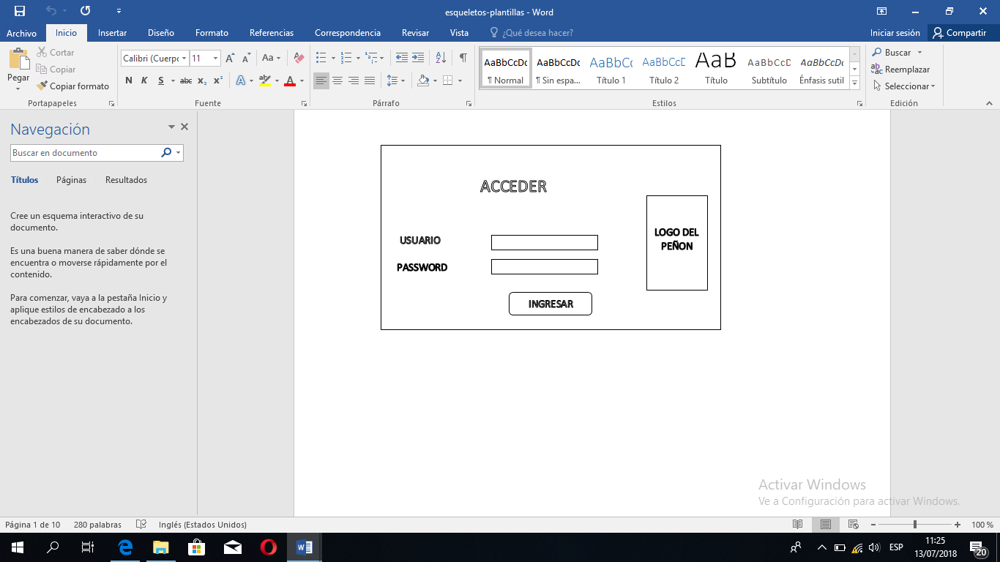 esqueletos-plantillas - Word
Archivo Inicio Insertar Diseño Formato Referencias Correspondencia Revisar Vista ¿Qué desea hacer? Iniciar sesión Compartir
Pegar
Cortar
Copiar
Copiar formato
Portapapeles
Calibri (Cuerpo 11
Aa
N K S abc x₂ x²
A ab A
Fuente
Párrafo
AaBbCcDc AaBbCcDc AaBbCc AaBbCcD AaB AaBbCcD AaBbCcDc
¶ Normal ¶ Sin espa... Título 1 Título 2 Título Subtítulo Énfasis sutil
Estilos
Buscar
Reemplazar
Seleccionar
Edición
Navegación
Buscar en documento
Títulos Páginas Resultados
Cree un esquema interactivo de su
documento.
Es una buena manera de saber dónde se
encuentra o moverse rápidamente por el
contenido.
Para comenzar, vaya a la pestaña Inicio y
aplique estilos de encabezado a los
encabezados de su documento.
ACCEDER
USUARIO
PASSWORD
INGRESAR
LOGO DEL
PEÑON
Activar Windows
Ve a Configuración para activar Windows.
Página 1 de 10 280 palabras Inglés (Estados Unidos) 100 %
ESP
11:25
13/07/2018
20